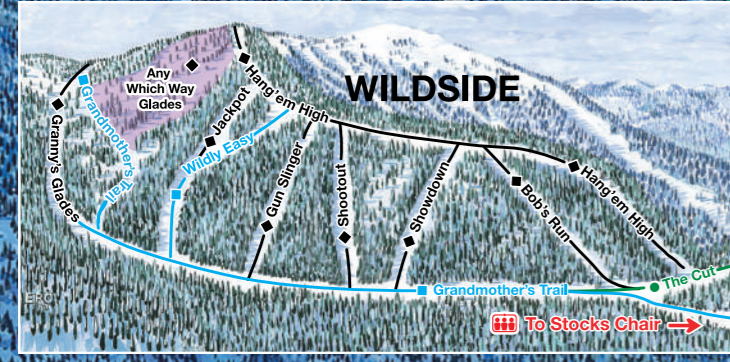 WILDSIDE
Any
Which Way
Glades
Hang'em High
Jackpot
Wildly Easy
Grandmother's Trail
Granny's Glades
Gun Slinger
Shootout
Showdown
Bob's Run
Hang'em High
Grandmother's Trail
The Cut
To Stocks Chair